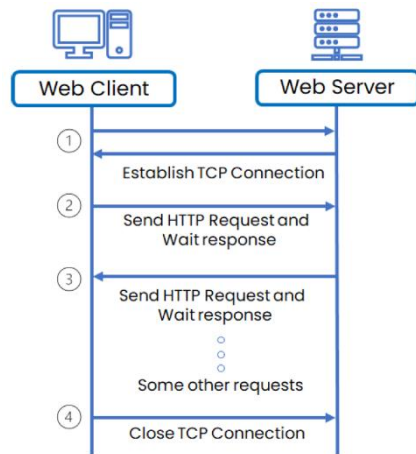 Web Client
Web Server
1
Establish TCP Connection
2
Send HTTP Request and
Wait response
3
Send HTTP Request and
Wait response
Some other requests
4
Close TCP Connection